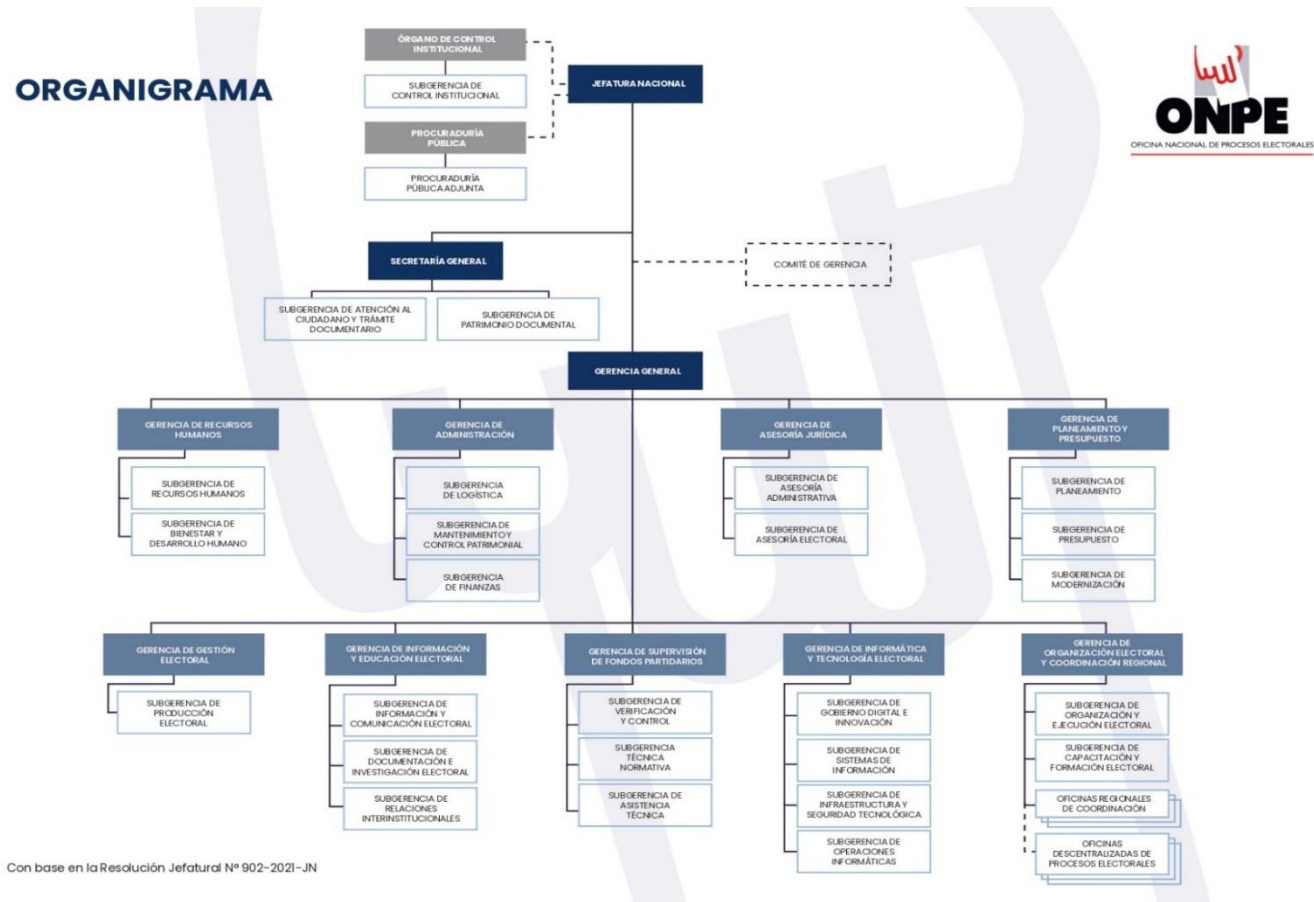 ORGANIGRAMA
ÓRGANO DE CONTROL
INSTITUCIONAL
SUBGERENCIA DE
CONTROL INSTITUCIONAL
PROCURADURÍA
PÚBLICA
PROCURADURÍA
PÚBLICA ADJUNTA
JEFATURA NACIONAL
ONPE
OFICINA NACIONAL DE PROCESOS ELECTORALES
SECRETARÍA GENERAL
SUBGERENCIA DE ATENCIÓN AL
CIUDADANO Y TRÁMITE
DOCUMENTARIO
SUBGERENCIA DE
PATRIMONIO DOCUMENTAL
COMITÉ DE GERENCIA
GERENCIA GENERAL
GERENCIA DE RECURSOS
HUMANOS
SUBGERENCIA DE
RECURSOS HUMANOS
SUBGERENCIA DE
BIENESTAR Y
DESARROLLO HUMANO
GERENCIA DE
ADMINISTRACIÓN
SUBGERENCIA
DE LOGÍSTICA
SUBGERENCIA DE
MANTENIMIENTO Y
CONTROL PATRIMONIAL
SUBGERENCIA
DE FINANZAS
GERENCIA DE
ASESORÍA JURÍDICA
SUBGERENCIA DE
ASESORÍA
ADMINISTRATIVA
SUBGERENCIA DE
ASESORÍA ELECTORAL
GERENCIA DE
PLANEAMIENTO Y
PRESUPUESTO
SUBGERENCIA DE
PLANEAMIENTO
SUBGERENCIA DE
PRESUPUESTO
SUBGERENCIA DE
MODERNIZACIÓN
GERENCIA DE GESTIÓN
ELECTORAL
SUBGERENCIA DE
PRODUCCIÓN
ELECTORAL
GERENCIA DE INFORMACIÓN
Y EDUCACIÓN ELECTORAL
SUBGERENCIA DE
INFORMACIÓN Y
COMUNICACIÓN ELECTORAL
SUBGERENCIA DE
DOCUMENTACIÓN E
INVESTIGACIÓN ELECTORAL
SUBGERENCIA DE
RELACIONES
INTERINSTITUCIONALES
GERENCIA DE SUPERVISIÓN
DE FONDOS PARTIDARIOS
SUBGERENCIA DE
VERIFICACIÓN
Y CONTROL
SUBGERENCIA
TÉCNICA
NORMATIVA
SUBGERENCIA DE
ASISTENCIA
TÉCNICA
GERENCIA DE INFORMÁTICA
Y TECNOLOGÍA ELECTORAL
SUBGERENCIA DE
GOBIERNO DIGITAL E
INNOVACIÓN
SUBGERENCIA DE
SISTEMAS DE
INFORMACIÓN
SUBGERENCIA DE
INFRAESTRUCTURA Y
SEGURIDAD TECNOLÓGICA
SUBGERENCIA DE
OPERACIONES
INFORMÁTICAS
GERENCIA DE
ORGANIZACIÓN ELECTORAL
Y COORDINACIÓN REGIONAL
SUBGERENCIA DE
ORGANIZACIÓN Y
EJECUCIÓN ELECTORAL
SUBGERENCIA DE
CAPACITACIÓN Y
FORMACIÓN ELECTORAL
OFICINAS REGIONALES
DE COORDINACIÓN
OFICINAS
DESCENTRALIZADAS DE
PROCESOS ELECTORALES
Con base en la Resolución Jefatural Nº 902-2021-JN